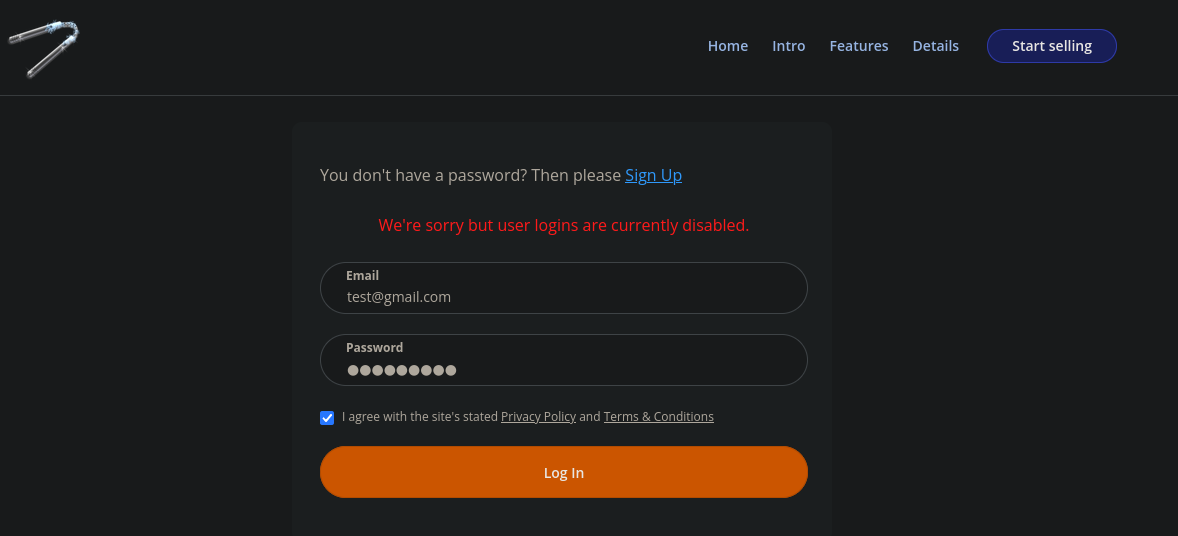 Home Intro Features Details Start selling
You don't have a password? Then please Sign Up
We're sorry but user logins are currently disabled.
Email
test@gmail.com
Password
●●●●●●●●●
I agree with the site's stated Privacy Policy and Terms & Conditions
Log In